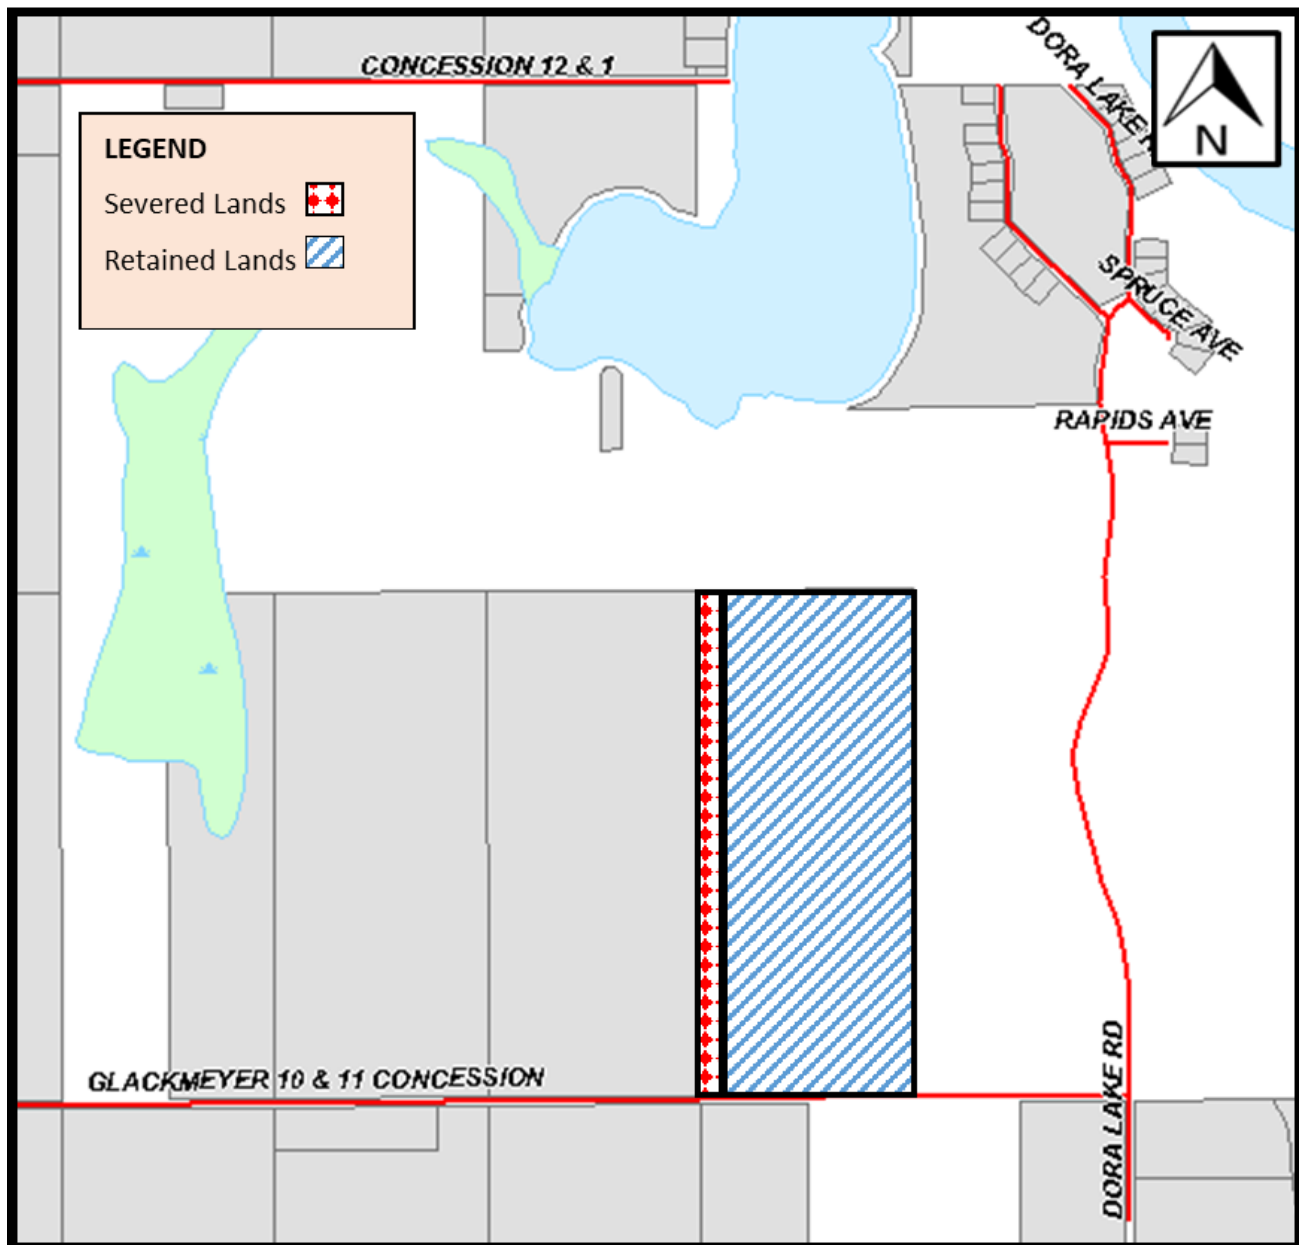 CONCESSION 12 & 1
DORA LAKE
N
LEGEND
Severed Lands
Retained Lands
SPRUCE AVE
RAPIDS AVE
GLACKMEYER 10 & 11 CONCESSION
DORA LAKE RD